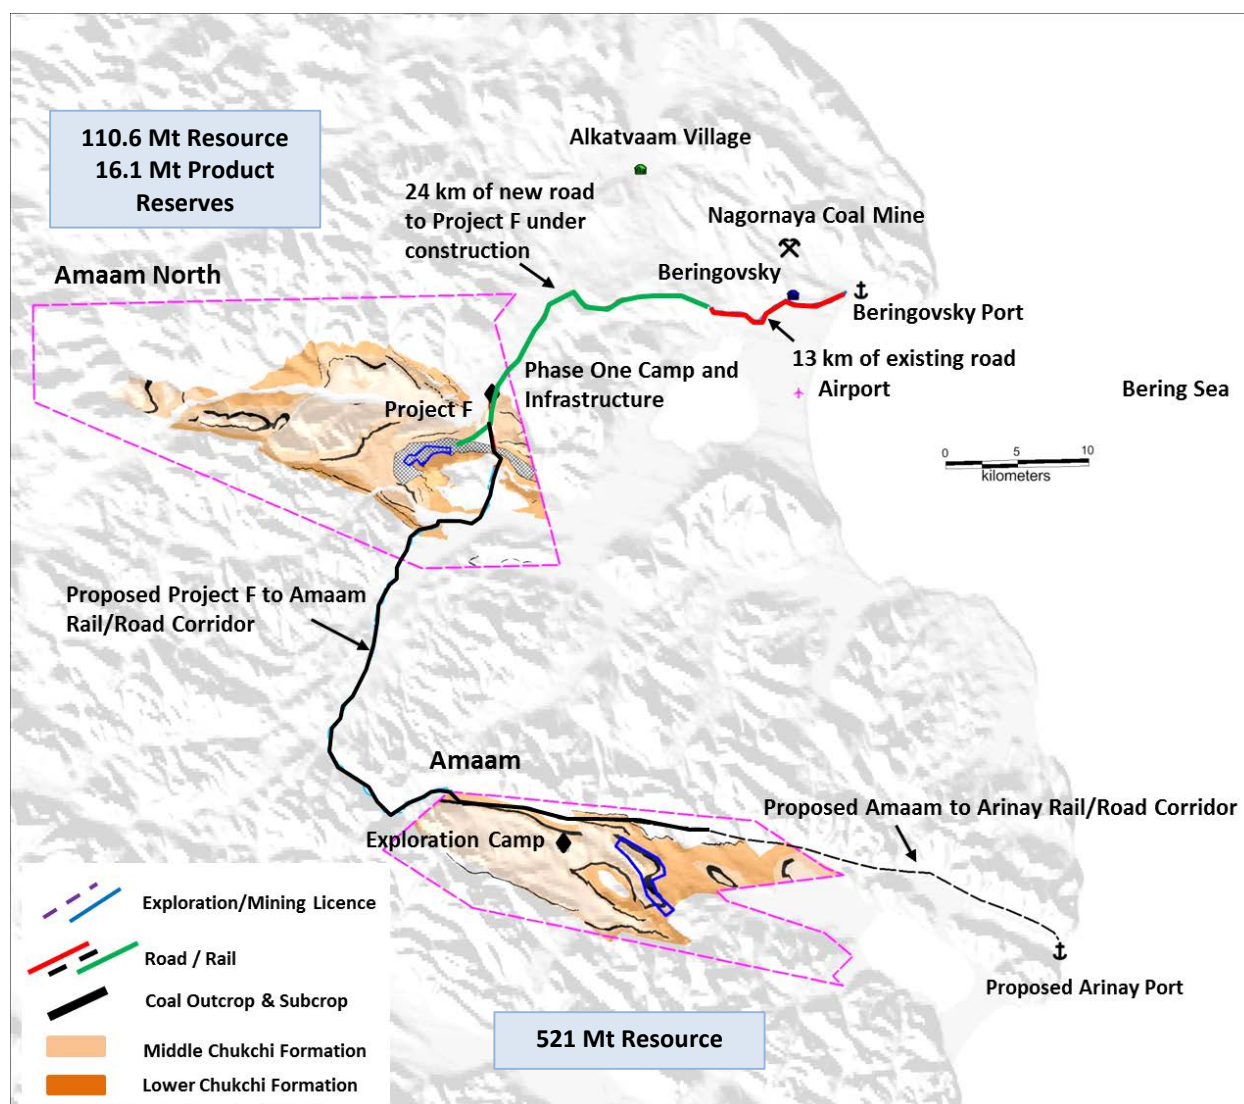 110.6 Mt Resource
16.1 Mt Product
Reserves
Alkatvaam Village
24 km of new road
to Project F under
construction
Nagornaya Coal Mine
Amaam North
Beringovsky
Beringovsky Port
13 km of existing road
Phase One Camp and
Infrastructure
Airport
Bering Sea
Project F
0 5 10
kilometers
Proposed Project F to Amaam
Rail/Road Corridor
Amaam
Proposed Amaam to Arinay Rail/Road Corridor
Exploration Camp
Exploration/Mining Licence
Road / Rail
Coal Outcrop & Subcrop
Middle Chukchi Formation
Lower Chukchi Formation
Proposed Arinay Port
521 Mt Resource